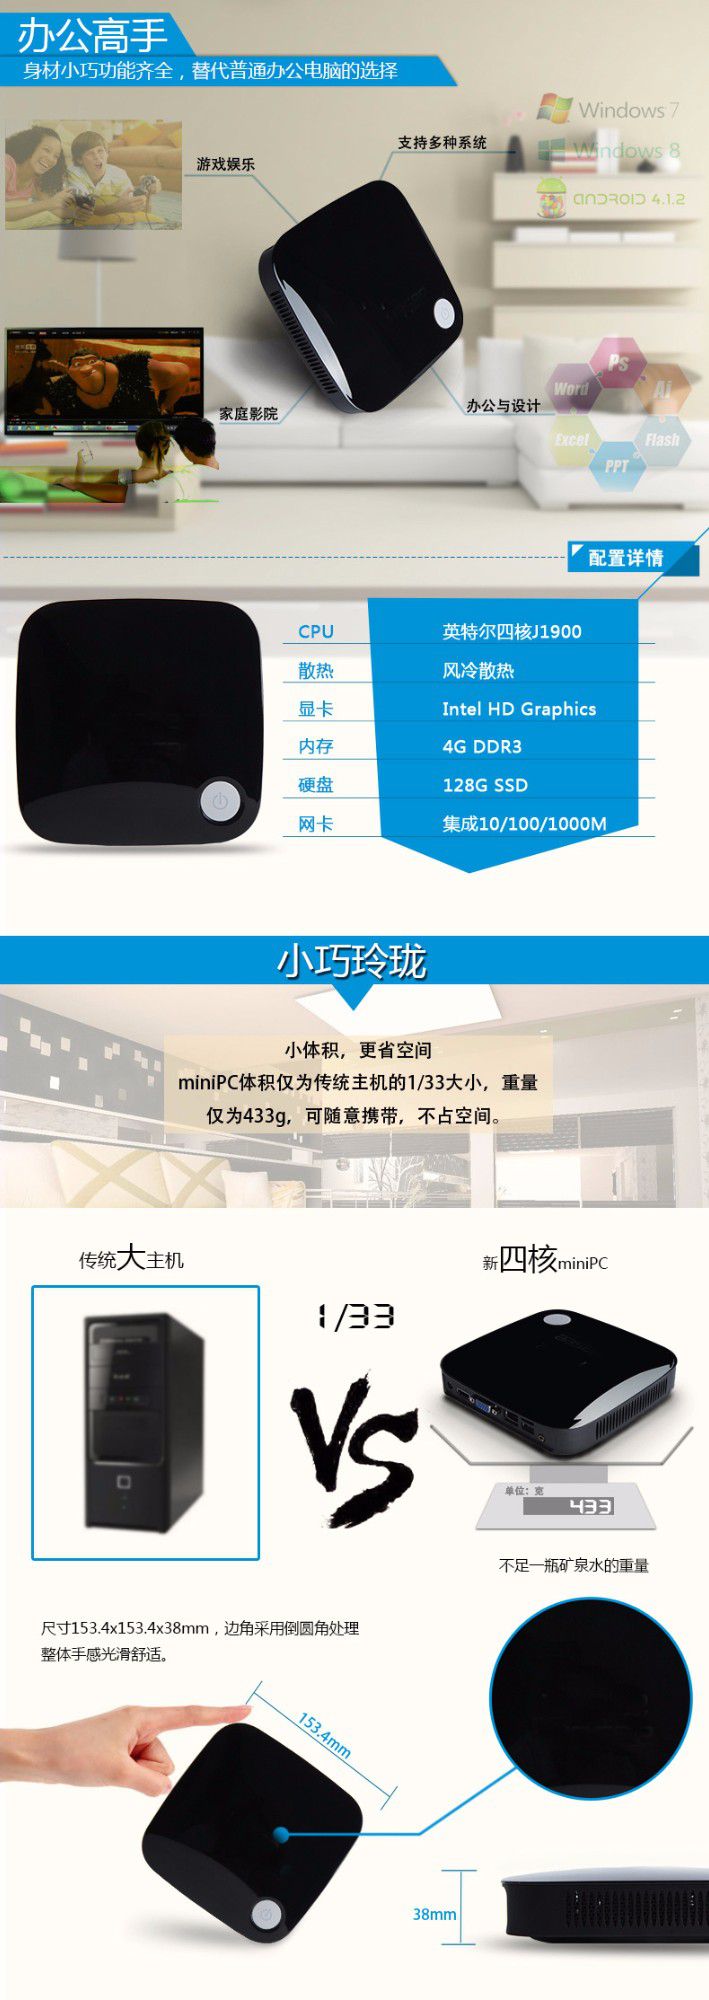 办公高手
身材小巧功能齐全，替代普通办公电脑的选择
Windows 7
支持多种系统
游戏娱乐
Windows 8
ANDROID 4.1.2
Ps
Word
Ai
家庭影院
办公与设计
Excel
Flash
PPT
配置详情
CPU 英特尔四核J1900
散热 风冷散热
显卡 Intel HD Graphics
内存 4G DDR3
硬盘 128G SSD
网卡 集成10/100/1000M
小巧玲珑
小体积，更省空间
miniPC体积仅为传统主机的1/33大小，重量
仅为433g，可随意携带，不占空间。
传统大主机
新四核miniPC
1/33
VS
单位：宽
433
不足一瓶矿泉水的重量
尺寸153.4x153.4x38mm，边角采用倒圆角处理
整体手感光滑舒适。
153.4mm
38mm